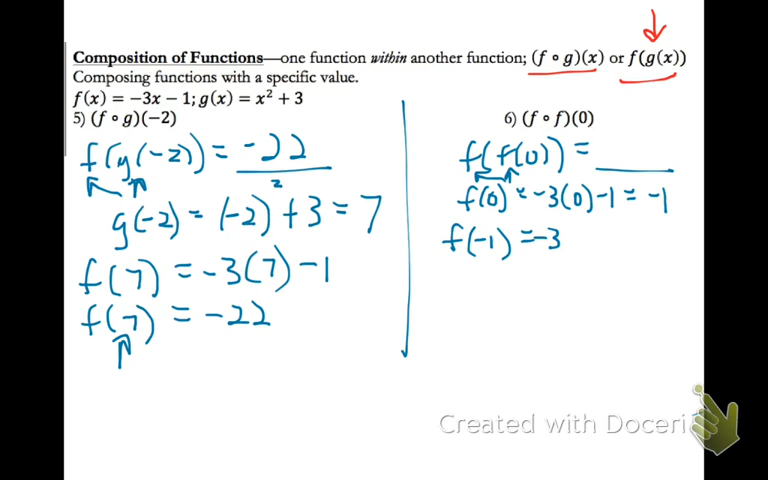 Composition of Functions—one function within another function; (f ∘ g)(x) or f(g(x))
Composing functions with a specific value.
f(x) = −3x − 1; g(x) = x² + 3
5) (f ∘ g)(−2)
f(g(-2)) = -22
g(-2) = (-2)² + 3 = 7
f(7) = -3(7) - 1
f(7) = -22
6) (f ∘ f)(0)
f(f(0)) = ____
f(0) = -3(0) - 1 = -1
f(-1) = -3
Created with Doceri